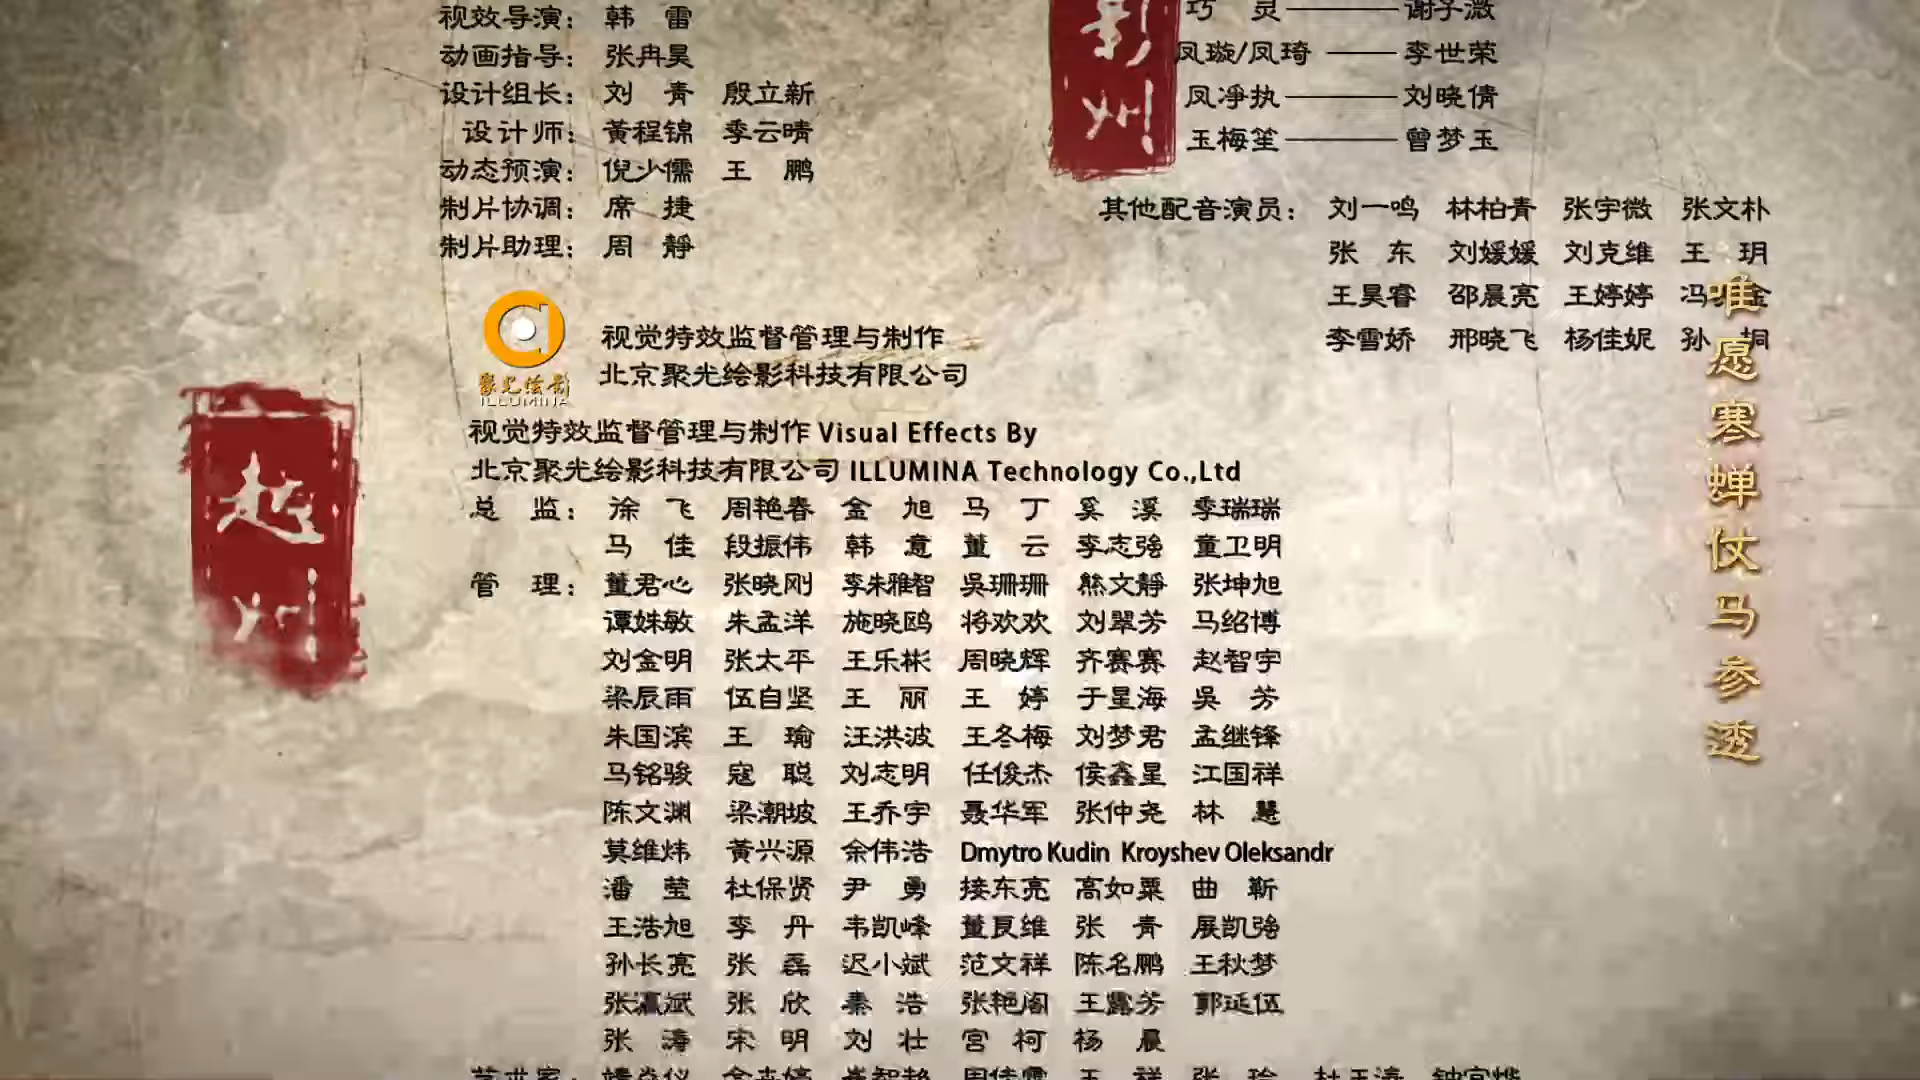 视效导演： 韩 雷
动画指导： 张冉昊
设计组长： 刘 青 殷立新
设计师： 黄程锦 季云晴
动态预演： 倪少儒 王 鹏
制片协调： 席 捷
制片助理： 周 静
聚光绘影
ILLUMINA
视觉特效监督管理与制作
北京聚光绘影科技有限公司
视觉特效监督管理与制作 Visual Effects By
北京聚光绘影科技有限公司 ILLUMINA Technology Co.,Ltd
总 监： 涂 飞 周艳春 金 旭 马 丁 奚 溪 季瑞瑞
马 佳 段振伟 韩 意 董 云 李志强 童卫明
管 理： 董君心 张晓刚 李朱雅智 吴珊珊 熊文静 张坤旭
谭姝敏 朱孟洋 施晓鸥 将欢欢 刘翠芳 马绍博
刘金明 张太平 王乐彬 周晓辉 齐赛赛 赵智宇
梁辰雨 伍自坚 王 丽 王 婷 于星海 吴 芳
朱国滨 王 瑜 汪洪波 王冬梅 刘梦君 孟继锋
马铭骏 寇 聪 刘志明 任俊杰 侯鑫星 江国祥
陈文渊 梁潮坡 王乔宇 聂华军 张仲尧 林 慧
莫维炜 黄兴源 余伟浩 Dmytro Kudin Kroyshev Oleksandr
潘 莹 杜保贤 尹 勇 接东亮 高如粟 曲 靳
王浩旭 李 丹 韦凯峰 董良维 张 青 展凯强
孙长亮 张 磊 迟小斌 范文祥 陈名鹏 王秋梦
张瀛斌 张 欣 秦 浩 张艳阁 王露芳 郭延伍
张 涛 宋 明 刘 壮 宫 柯 杨 晨
巧 灵 谢子溦
凤璇/凤琦 李世荣
凤净执 刘晓倩
玉梅笙 曾梦玉
其他配音演员： 刘一鸣 林柏青 张宇微 张文朴
张 东 刘媛媛 刘克维 王 玥
王昊睿 邵晨亮 王婷婷 冯 金
李雪娇 邢晓飞 杨佳妮 孙 桐
影州
赵州
唯愿寒蝉仗马参透